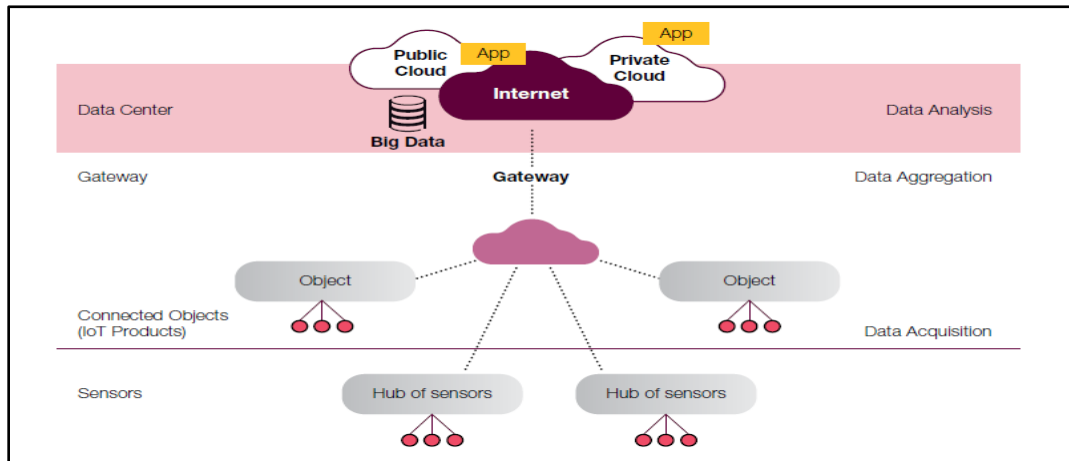 App
Public
Cloud
App
Private
Cloud
Internet
Data Center
Data Analysis
Big Data
Gateway
Gateway
Data Aggregation
Object
Object
Connected Objects
(IoT Products)
Data Acquisition
Sensors
Hub of sensors
Hub of sensors